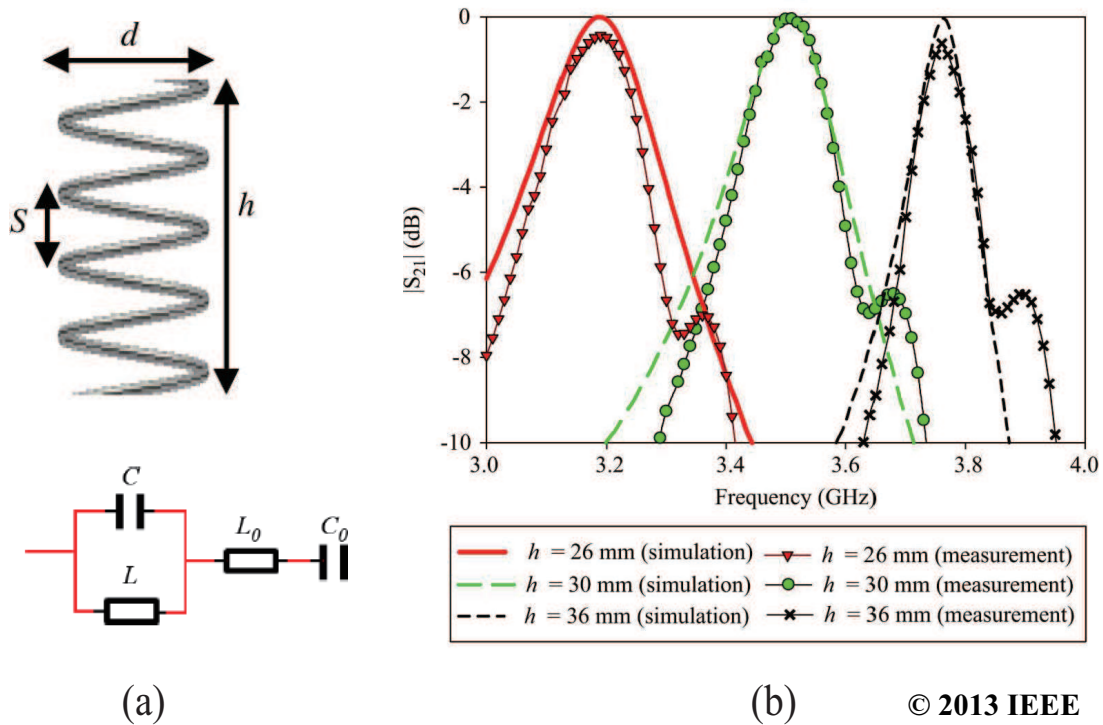 d
S
h
C
L
L0
C0
(a)
|S21| (dB)
0
-2
-4
-6
-8
-10
3.0 3.2 3.4 3.6 3.8 4.0
Frequency (GHz)
h = 26 mm (simulation) h = 26 mm (measurement)
h = 30 mm (simulation) h = 30 mm (measurement)
h = 36 mm (simulation) h = 36 mm (measurement)
(b)
© 2013 IEEE